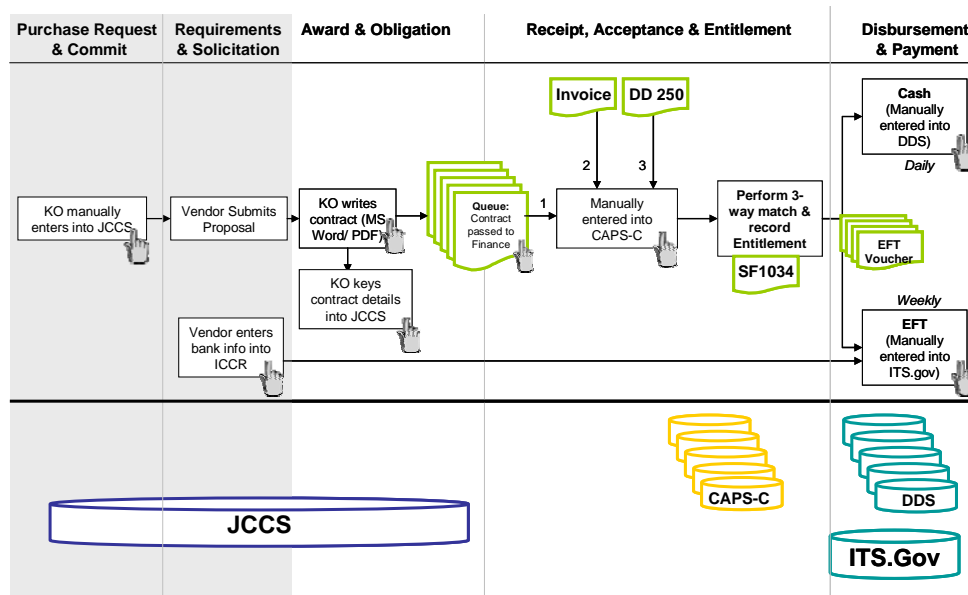 Purchase Request
& Commit
Requirements
& Solicitation
Award & Obligation
Receipt, Acceptance & Entitlement
Disbursement
& Payment
Invoice
DD 250
Cash
(Manually
entered into
DDS)
Daily
2
3
KO manually
enters into JCCS
Vendor Submits
Proposal
KO writes
contract (MS
Word/ PDF)
Queue:
Contract
passed to
Finance
1
Manually
entered into
CAPS-C
Perform 3-
way match &
record
Entitlement
SF1034
EFT
Voucher
KO keys
contract details
into JCCS
Vendor enters
bank info into
ICCR
Weekly
EFT
(Manually
entered into
ITS.gov)
JCCS
CAPS-C
DDS
ITS.Gov